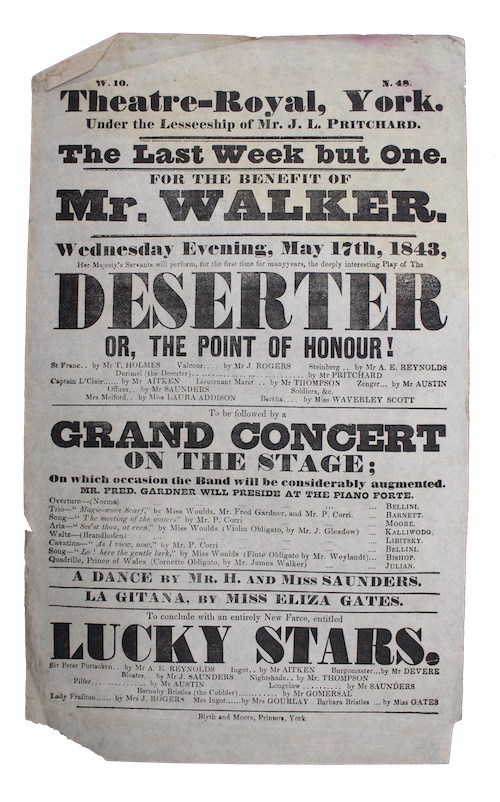 W. 10. N. 48.
Theatre-Royal, York.
Under the Lesseeship of Mr. J. L. PRITCHARD.
The Last Week but One.
FOR THE BENEFIT OF
Mr. WALKER.
Wednesday Evening, May 17th, 1843,
Her Majesty's Servants will perform, for the first time for manyyears, the deeply interesting Play of The
DESERTER
OR, THE POINT OF HONOUR!
St Franc.. by Mr T. HOLMES Valcour.... by Mr J. ROGERS Steinberg .. by Mr A. E. REYNOLDS
Durimel (the Deserter).......................... by Mr PRITCHARD
Captain L'Clair..... by Mr AITKEN Lieutenant Maret .. by Mr THOMPSON Zenger... by Mr AUSTIN
Officer.. by Mr SAUNDERS Soldiers, &c.
Mrs Melford.. by Miss LAURA ADDISON Bertha.... by Miss WAVERLEY SCOTT
To be followed by a
GRAND CONCERT
ON THE STAGE;
On which occasion the Band will be considerably augmented.
MR. FRED. GARDNER WILL PRESIDE AT THE PIANO FORTE.
Overture—(Norma) ... ... ... BELLINI.
Trio—"Magic-wove Scarf," by Miss Woulds, Mr. Fred Gardner, and Mr. P. Corri. ... BARNETT.
Song—"The meeting of the waters" by Mr. P. Corri ... ... MOORE.
Aria—"See'st thou, at even," by Miss Woulds (Violin Obligato, by Mr. J. Gleadow) ... KALLIWODO.
Waltz—(Brandhofen) ... ... ... LIBITSKY.
Cavatina—"As I view, now," by Mr. P. Corri ... ... BELLINI.
Song—"Lo! here the gentle lark," by Miss Woulds (Flute Obligato by Mr. Weylandt)... BISHOP.
Quadrille, Prince of Wales (Cornette Obligato, by Mr. James Walker) .... ... JULIAN.
A DANCE BY MR. H. AND MISS SAUNDERS.
LA GITANA, BY MISS ELIZA GATES.
To conclude with an entirely New Farce, entitled
LUCKY STARS.
Sir Peter Portsoken.. by Mr A. E. REYNOLDS Ingot.. by Mr AITKEN Burgomaster...by Mr DEVERE
Bloater.. by Mr J. SAUNDERS Nightshade.. by Mr. THOMPSON
Pilfer................... by Mr AUSTIN Longclaw ........... by Mr SAUNDERS
Barnaby Bristles (the Cobbler)............ by Mr GOMERSAL
Lady Frailton...... by Mrs J. ROGERS Mrs Ingot.....by Mrs GOURLAY Barbara Bristles ... by Miss GATES
Blyth and Moore, Printers, York